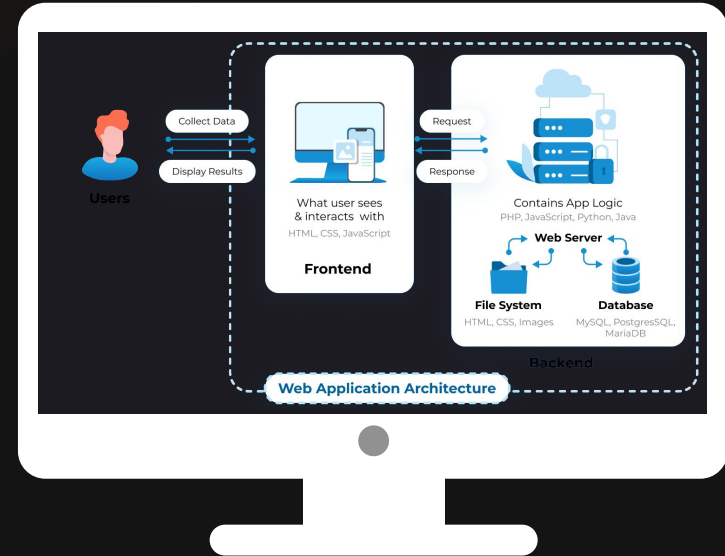 Users
Collect Data
Display Results
What user sees
& interacts with
HTML, CSS, JavaScript
Frontend
Request
Response
Contains App Logic
PHP, JavaScript, Python, Java
Web Server
File System
HTML, CSS, Images
Database
MySQL, PostgresSQL,
MariaDB
Backend
Web Application Architecture